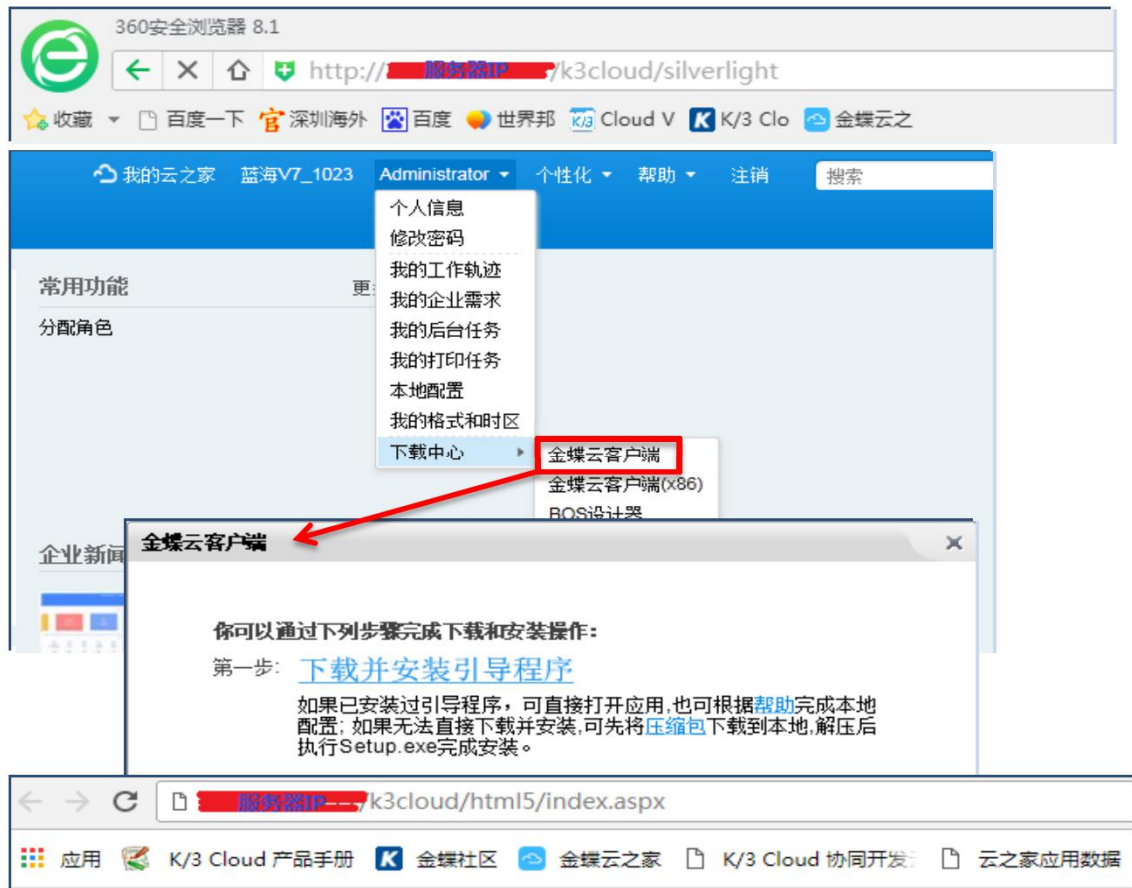 360安全浏览器 8.1
http://服务器IP/k3cloud/silverlight
收藏 百度一下 官 深圳海外 百度 世界邦 K/3 Cloud V K K/3 Clo 金蝶云之
我的云之家 蓝海V7_1023 Administrator 个性化 帮助 注销 搜索
个人信息
修改密码
常用功能 更
我的工作轨迹
我的企业需求
分配角色
我的后台任务
我的打印任务
本地配置
我的格式和时区
下载中心 金蝶云客户端
金蝶云客户端(x86)
BOS设计器
企业新闻
金蝶云客户端
你可以通过下列步骤完成下载和安装操作：
第一步: 下载并安装引导程序
如果已安装过引导程序，可直接打开应用,也可根据帮助完成本地
配置; 如果无法直接下载并安装,可先将压缩包下载到本地,解压后
执行Setup.exe完成安装。
服务器IP/k3cloud/html5/index.aspx
应用 K/3 Cloud 产品手册 K 金蝶社区 金蝶云之家 K/3 Cloud 协同开发 云之家应用数据